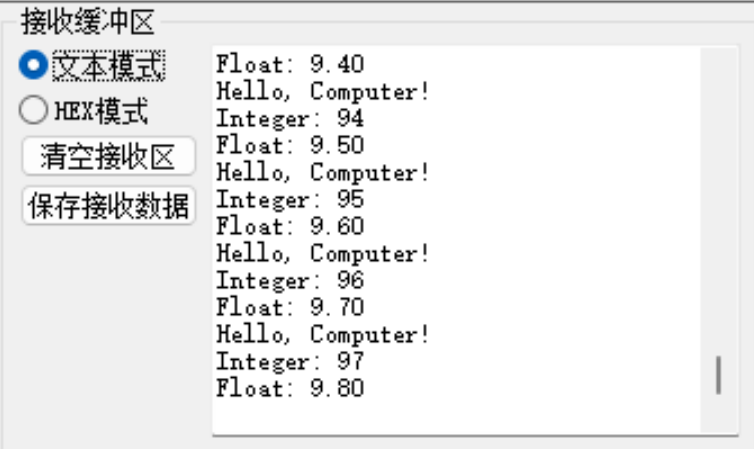 接收缓冲区
文本模式
HEX模式
清空接收区
保存接收数据
Float: 9.40
Hello, Computer!
Integer: 94
Float: 9.50
Hello, Computer!
Integer: 95
Float: 9.60
Hello, Computer!
Integer: 96
Float: 9.70
Hello, Computer!
Integer: 97
Float: 9.80